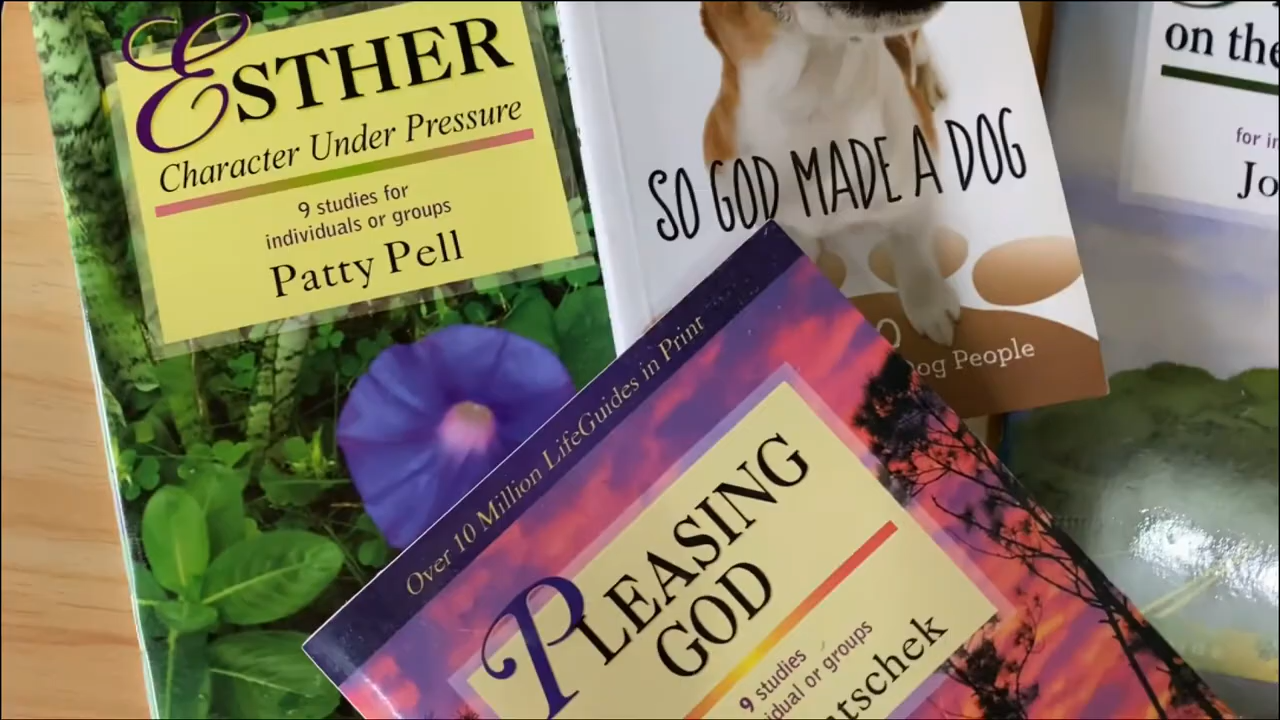 ESTHER
Character Under Pressure
9 studies for
individuals or groups
Patty Pell
SO GOD MADE A DOG
Dog People
on the
for in
Jo
Over 10 Million LifeGuides in Print
PLEASING
GOD
9 studies
idual or groups
tschek